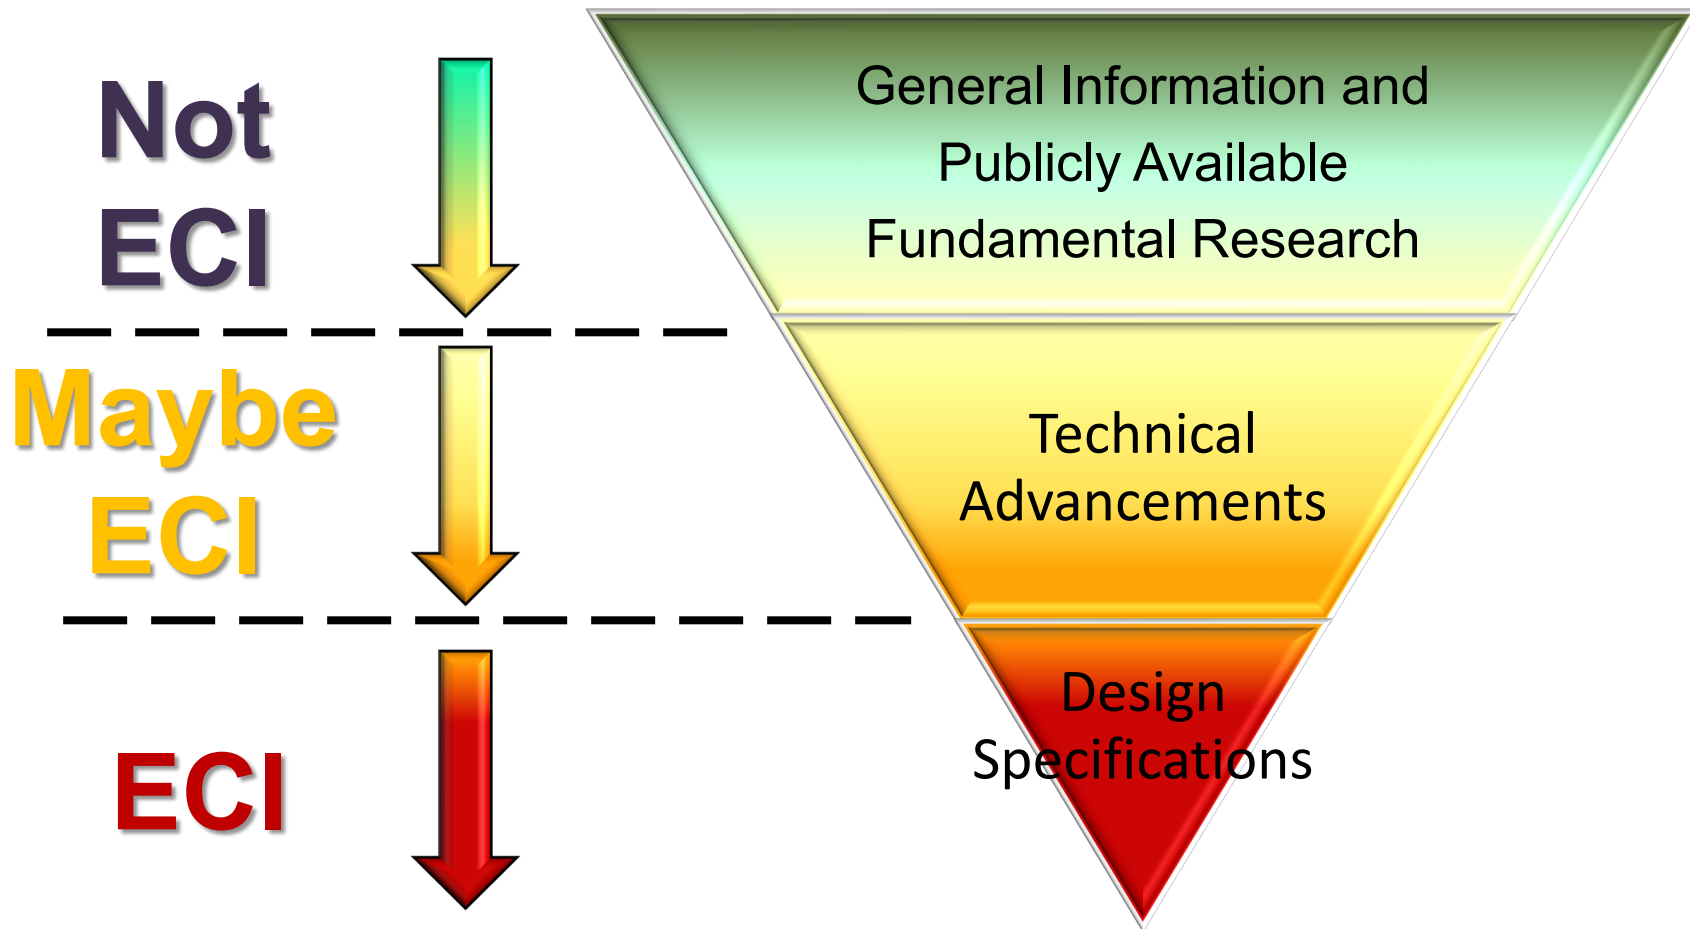 Not
ECI
General Information and
Publicly Available
Fundamental Research
Maybe
ECI
Technical
Advancements
ECI
Design
Specifications